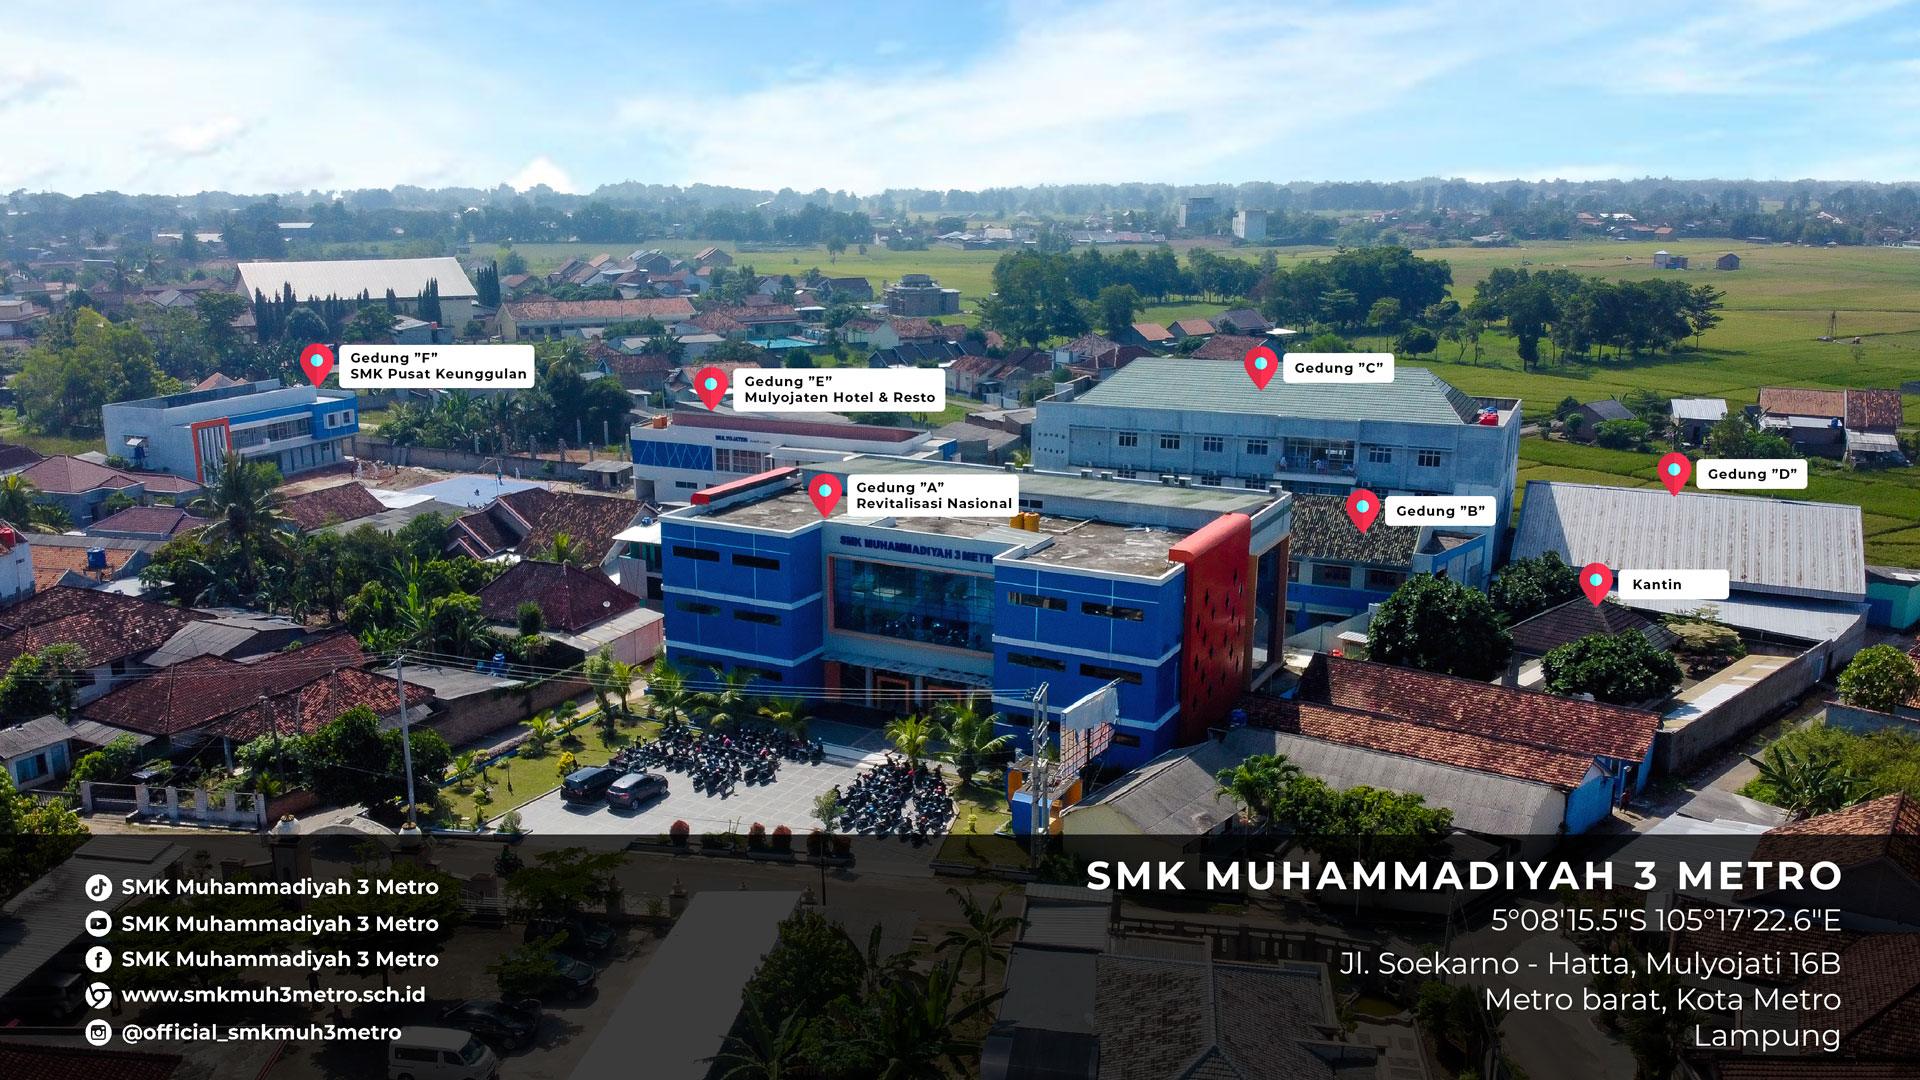 Gedung ”F”
SMK Pusat Keunggulan
Gedung ”E”
Mulyojaten Hotel & Resto
Gedung ”C”
Gedung ”D”
Gedung ”A”
Revitalisasi Nasional
Gedung ”B”
Kantin
MULYOJATEN
SMK MUHAMMADIYAH 3 METR
SMK Muhammadiyah 3 Metro
SMK Muhammadiyah 3 Metro
SMK Muhammadiyah 3 Metro
www.smkmuh3metro.sch.id
@official_smkmuh3metro
SMK MUHAMMADIYAH 3 METRO
5°08'15.5"S 105°17'22.6"E
Jl. Soekarno - Hatta, Mulyojati 16B
Metro barat, Kota Metro
Lampung